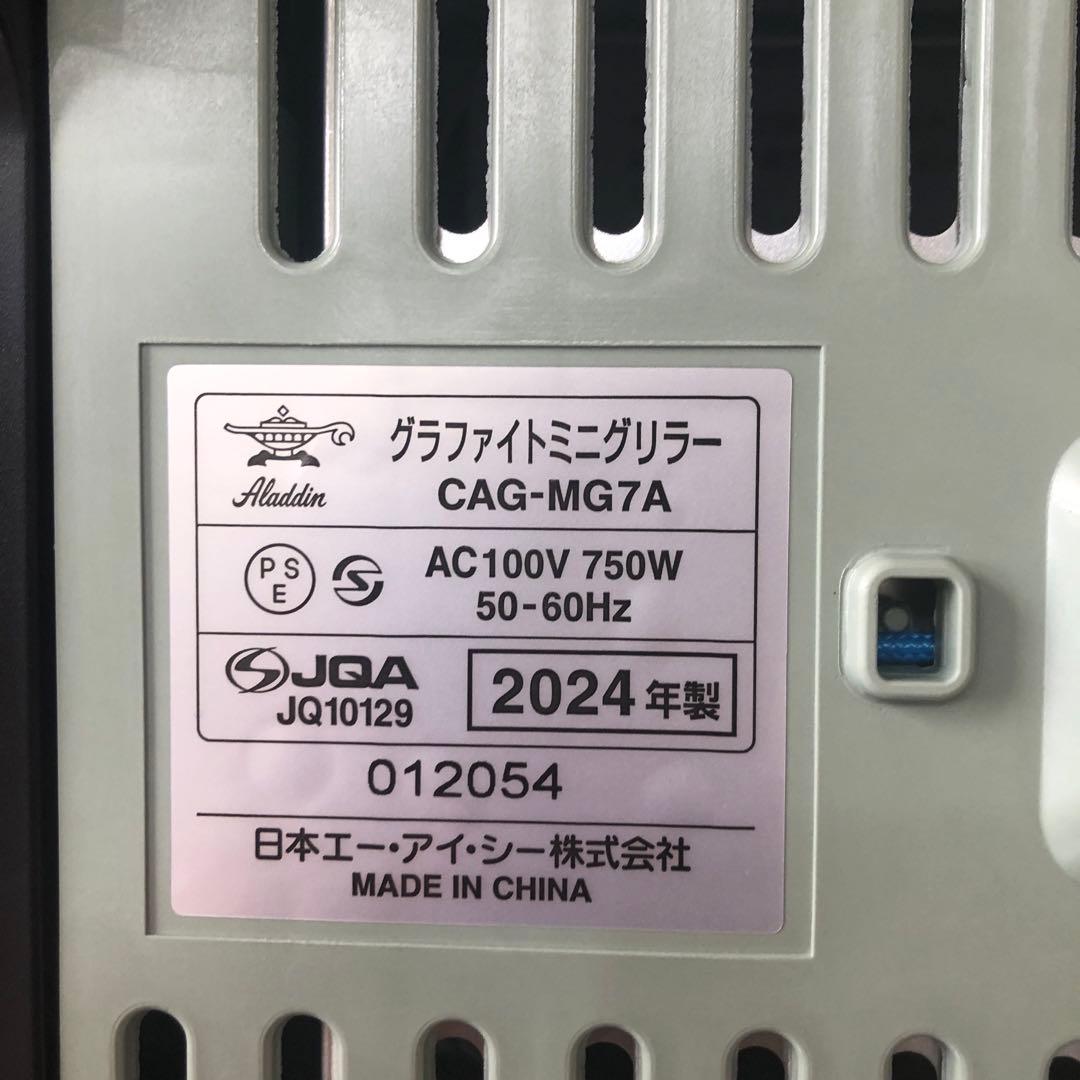 Aladdin
グラファイトミニグリラー
CAG-MG7A
PSE
AC100V 750W
50-60Hz
JQA
JQ10129
2024年製
012054
日本エー・アイ・シー株式会社
MADE IN CHINA